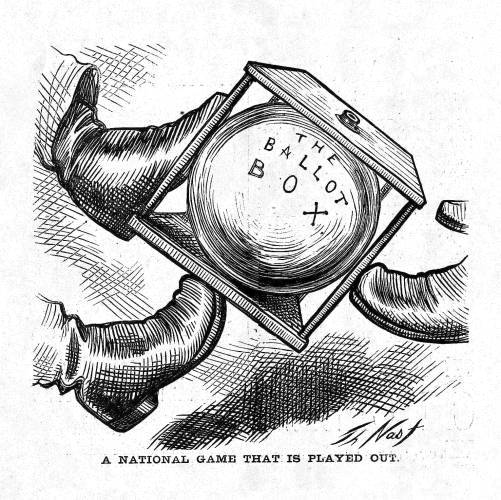 THE
BALLOT
BOX
Th. Nast
A NATIONAL GAME THAT IS PLAYED OUT.